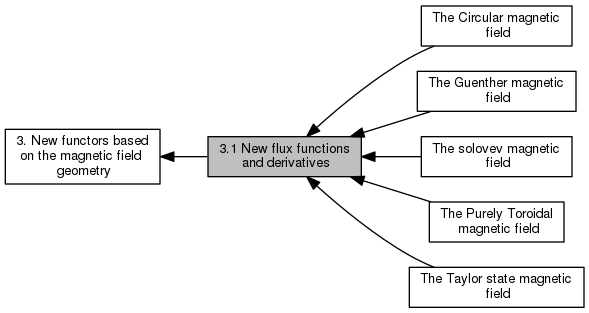 The Circular magnetic
field
The Guenther magnetic
field
3. New functors based
on the magnetic field
geometry
3.1 New flux functions
and derivatives
The solovev magnetic
field
The Purely Toroidal
magnetic field
The Taylor state magnetic
field